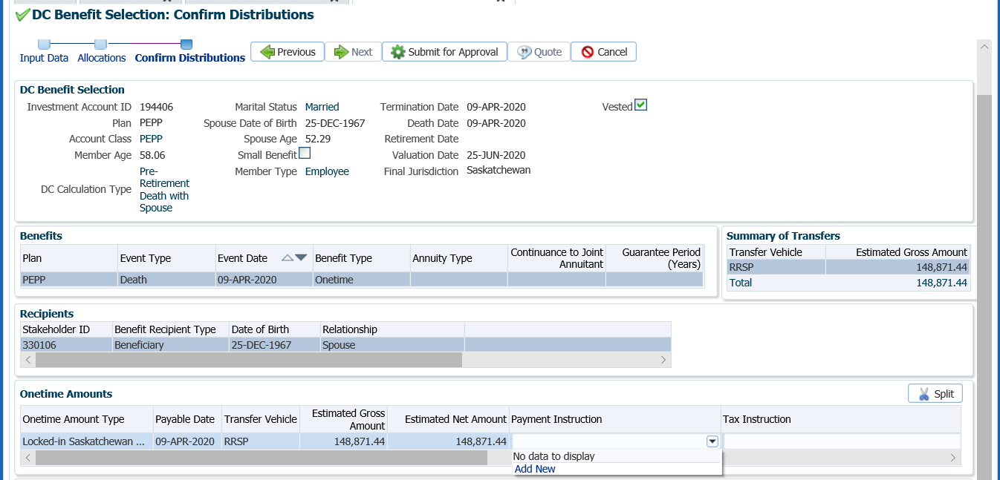 DC Benefit Selection: Confirm Distributions
Input Data Allocations Confirm Distributions Previous Next Submit for Approval Quote Cancel
DC Benefit Selection
Investment Account ID 194406 Marital Status Married Termination Date 09-APR-2020 Vested
Plan PEPP Spouse Date of Birth 25-DEC-1967 Death Date 09-APR-2020
Account Class PEPP Spouse Age 52.29 Retirement Date
Member Age 58.06 Small Benefit Valuation Date 25-JUN-2020
DC Calculation Type Pre-
Retirement
Death with
Spouse Member Type Employee Final Jurisdiction Saskatchewan
Benefits
Plan Event Type Event Date Benefit Type Annuity Type Continuance to Joint
Annuitant Guarantee Period
(Years)
PEPP Death 09-APR-2020 Onetime
Summary of Transfers
Transfer Vehicle Estimated Gross Amount
RRSP 148,871.44
Total 148,871.44
Recipients
Stakeholder ID Benefit Recipient Type Date of Birth Relationship
330106 Beneficiary 25-DEC-1967 Spouse
Onetime Amounts Split
Onetime Amount Type Payable Date Transfer Vehicle Estimated Gross
Amount Estimated Net Amount Payment Instruction Tax Instruction
Locked-in Saskatchewan ... 09-APR-2020 RRSP 148,871.44 148,871.44
No data to display
Add New